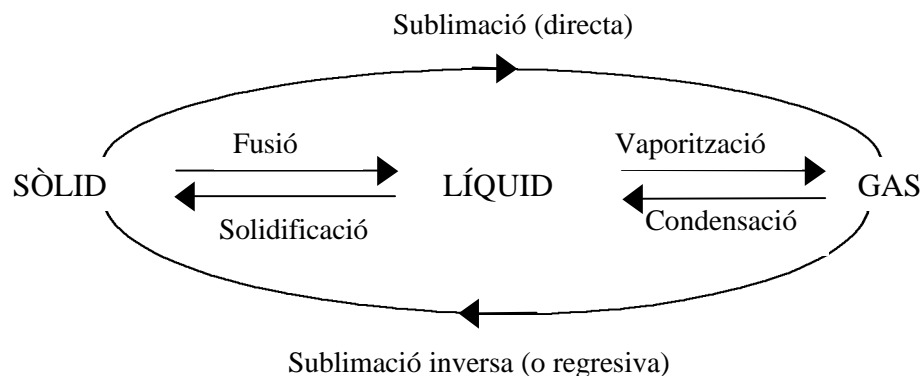 Sublimació (directa)
Fusió
Vaporització
SÒLID
LÍQUID
GAS
Solidificació
Condensació
Sublimació inversa (o regresiva)